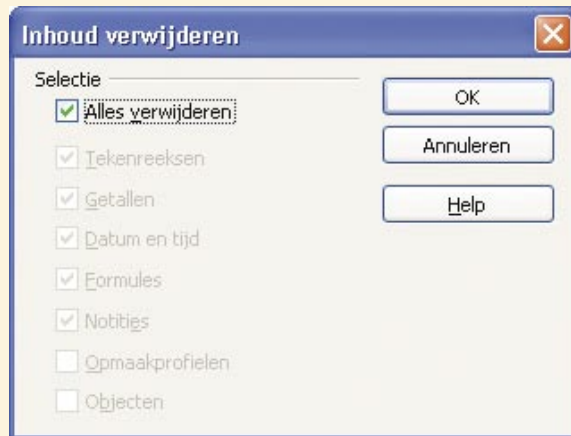 Inhoud verwijderen
Selectie
Alles verwijderen
Tekenreeksen
Getallen
Datum en tijd
Formules
Notities
Opmaakprofielen
Objecten
OK
Annuleren
Help